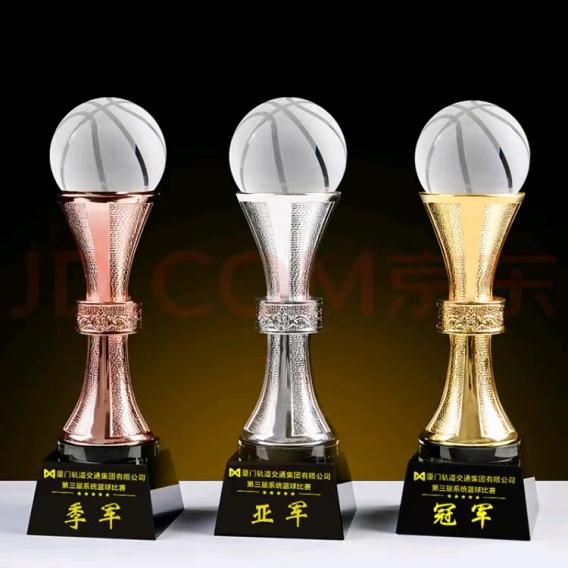 JD.COM京东
厦门轨道交通集团有限公司
第三届系统篮球比赛
★★★★★
季军
厦门轨道交通集团有限公司
第三届系统篮球比赛
★★★★★
亚军
厦门轨道交通集团有限公司
第三届系统篮球比赛
★★★★★
冠军